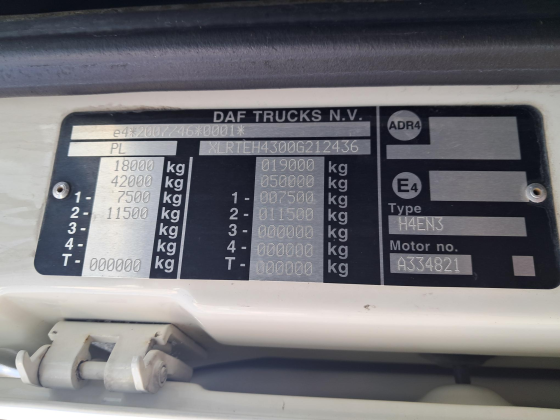 DAF TRUCKS N.V.
e4*2007/46*0001*
PL XLRTEH4300G212436
18000 kg 019000 kg
42000 kg 050000 kg
1- 7500 kg 1- 007500 kg
2- 11500 kg 2- 011500 kg
3- kg 3- 000000 kg
4- kg 4- 000000 kg
T- 000000 kg T- 000000 kg
ADR4
E4
Type
H4EN3
Motor no.
A334821